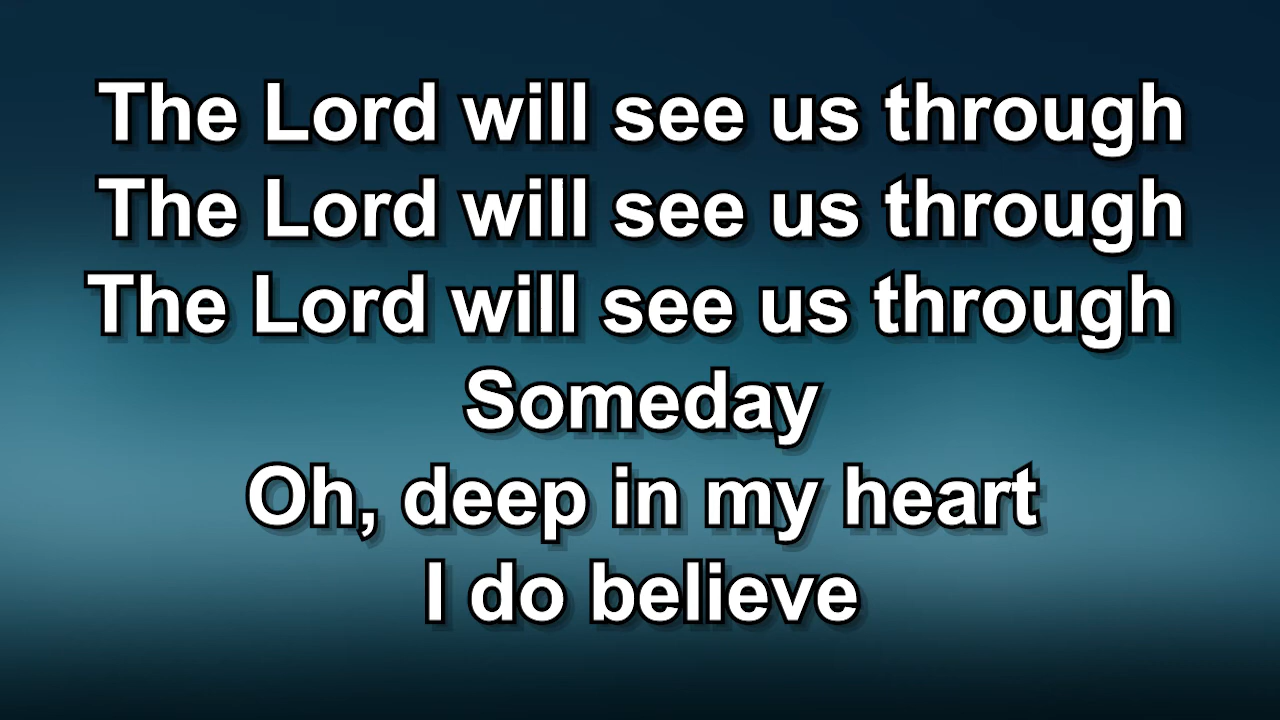 The Lord will see us through
The Lord will see us through
The Lord will see us through
Someday
Oh, deep in my heart
I do believe